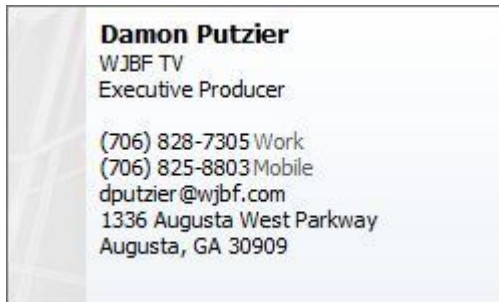 Damon Putzier
WJBF TV
Executive Producer
(706) 828-7305 Work
(706) 825-8803 Mobile
dputzier@wjbf.com
1336 Augusta West Parkway
Augusta, GA 30909